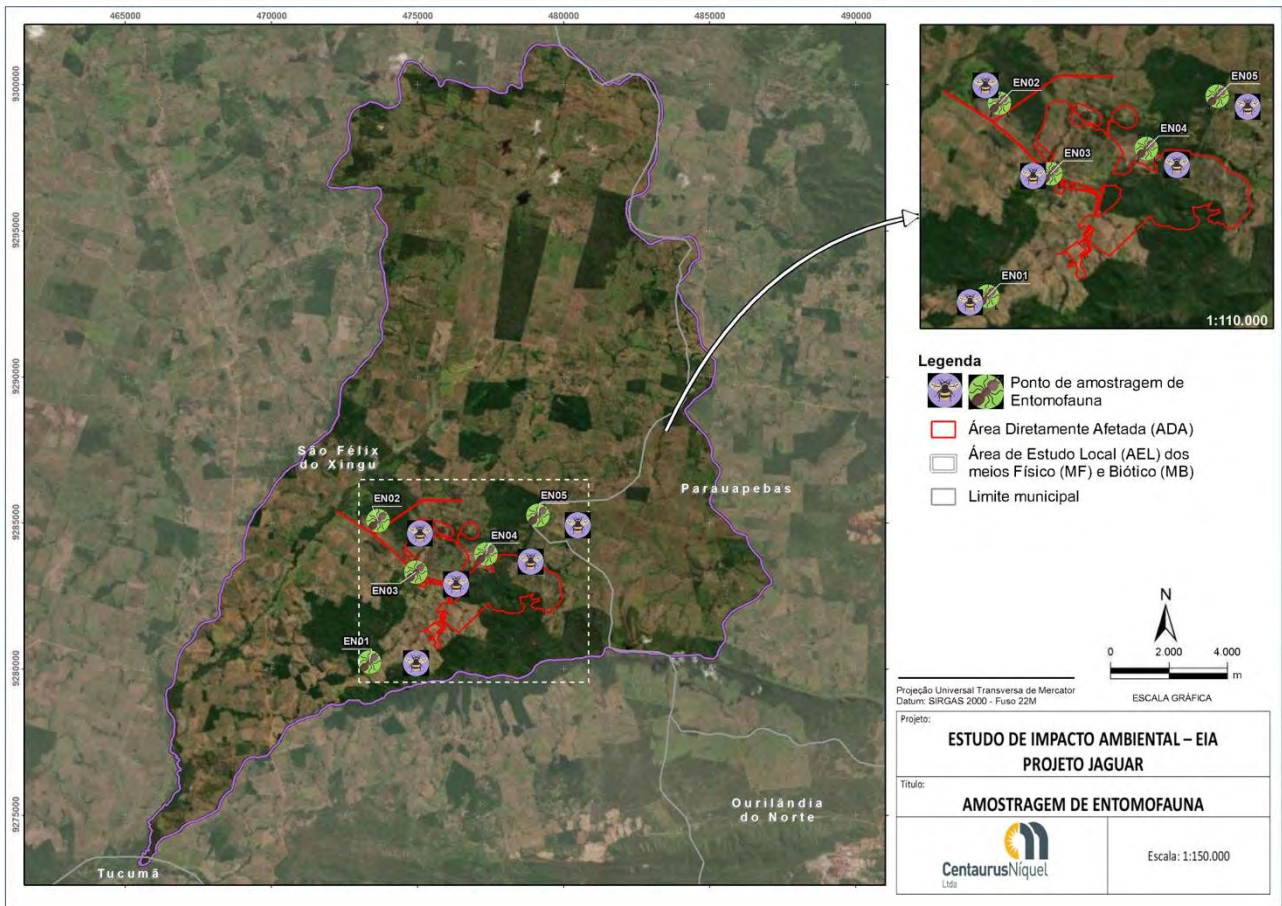 465000
470000
475000
480000
485000
490000
9300000
9295000
9290000
9285000
9280000
9275000
São Félix
do Xingu
Parauapebas
EN02
EN05
EN04
EN03
EN01
Ourilândia
do Norte
Tucumã
EN02
EN05
EN04
EN03
EN01
1:110.000
Legenda
Ponto de amostragem de
Entomofauna
Área Diretamente Afetada (ADA)
Área de Estudo Local (AEL) dos
meios Físico (MF) e Biótico (MB)
Limite municipal
N
0 2.000 4.000
m
ESCALA GRÁFICA
Projeção Universal Transversa de Mercator
Datum: SIRGAS 2000 - Fuso 22M
Projeto:
ESTUDO DE IMPACTO AMBIENTAL – EIA
PROJETO JAGUAR
Título:
AMOSTRAGEM DE ENTOMOFAUNA
CentaurusNíquel
Ltda
Escala: 1:150.000